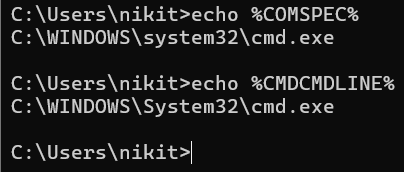 C:\Users\nikit>echo %COMSPEC%
C:\WINDOWS\system32\cmd.exe
C:\Users\nikit>echo %CMDCMDLINE%
C:\WINDOWS\System32\cmd.exe
C:\Users\nikit>